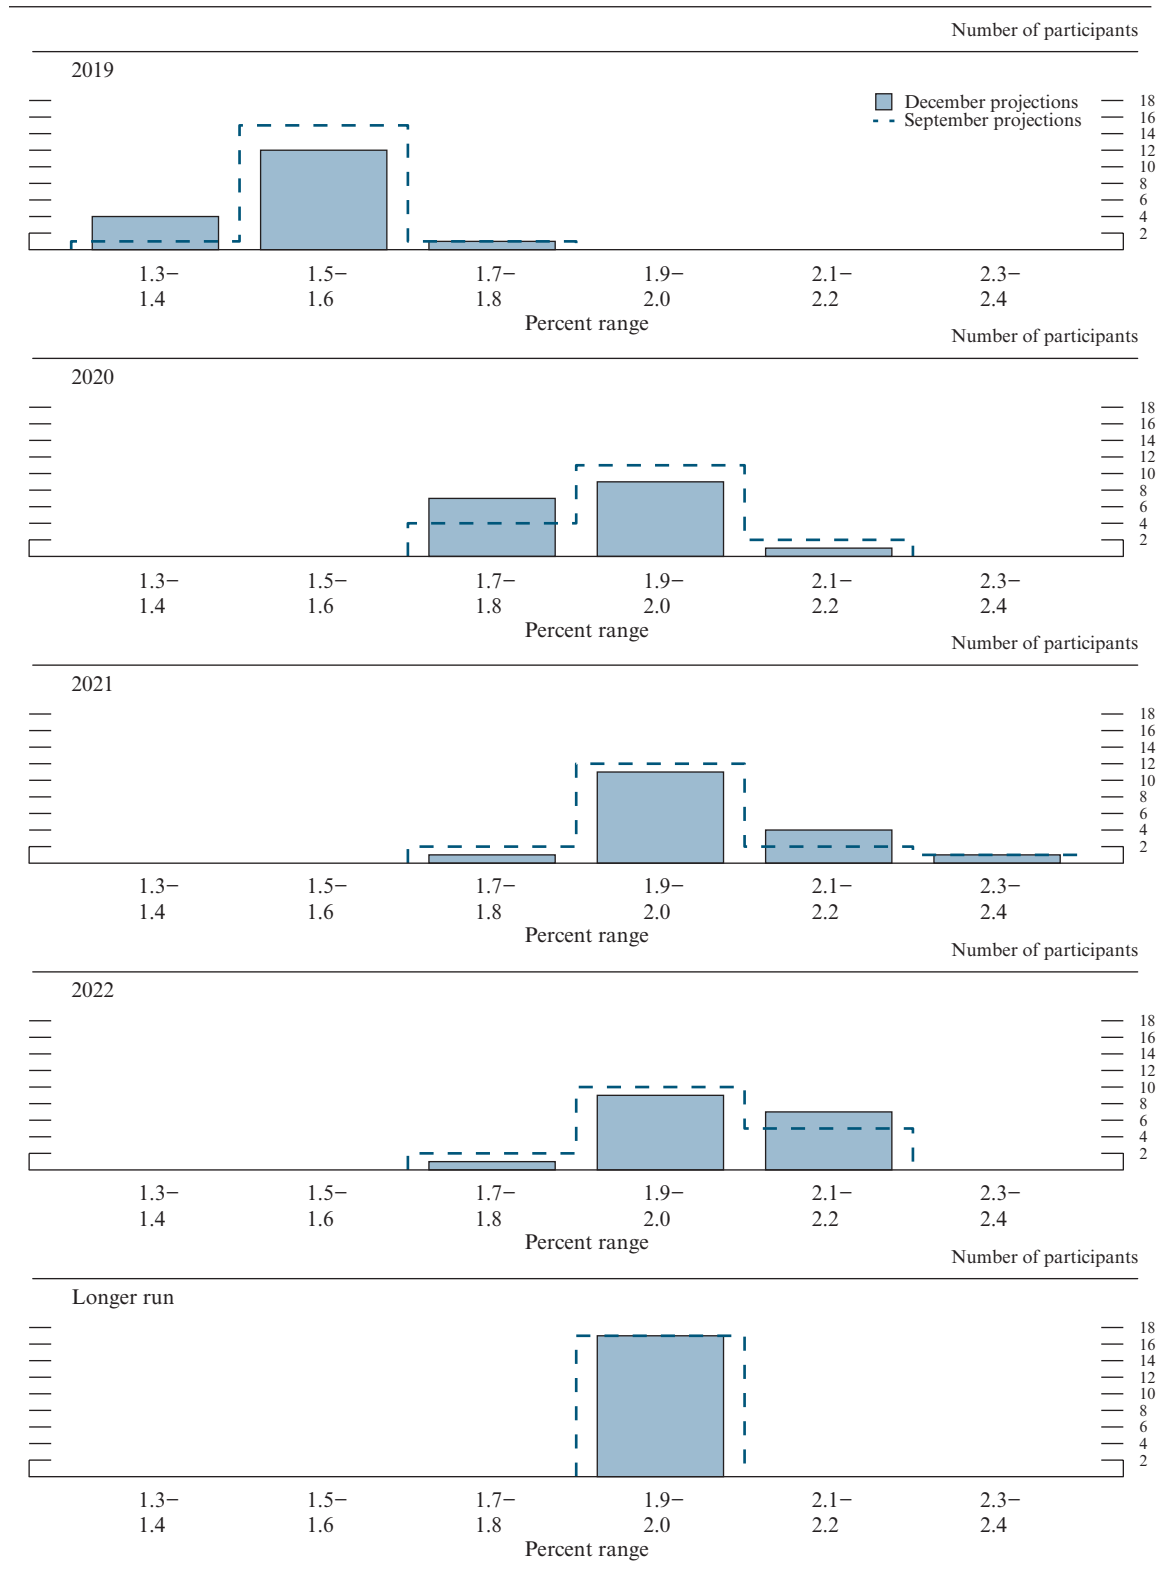 Number of participants
2019
December projections
September projections
18
16
14
12
10
8
6
4
2
1.3− 1.5− 1.7− 1.9− 2.1− 2.3−
1.4 1.6 1.8 2.0 2.2 2.4
Percent range
Number of participants
2020
18
16
14
12
10
8
6
4
2
1.3− 1.5− 1.7− 1.9− 2.1− 2.3−
1.4 1.6 1.8 2.0 2.2 2.4
Percent range
Number of participants
2021
18
16
14
12
10
8
6
4
2
1.3− 1.5− 1.7− 1.9− 2.1− 2.3−
1.4 1.6 1.8 2.0 2.2 2.4
Percent range
Number of participants
2022
18
16
14
12
10
8
6
4
2
1.3− 1.5− 1.7− 1.9− 2.1− 2.3−
1.4 1.6 1.8 2.0 2.2 2.4
Percent range
Number of participants
Longer run
18
16
14
12
10
8
6
4
2
1.3− 1.5− 1.7− 1.9− 2.1− 2.3−
1.4 1.6 1.8 2.0 2.2 2.4
Percent range